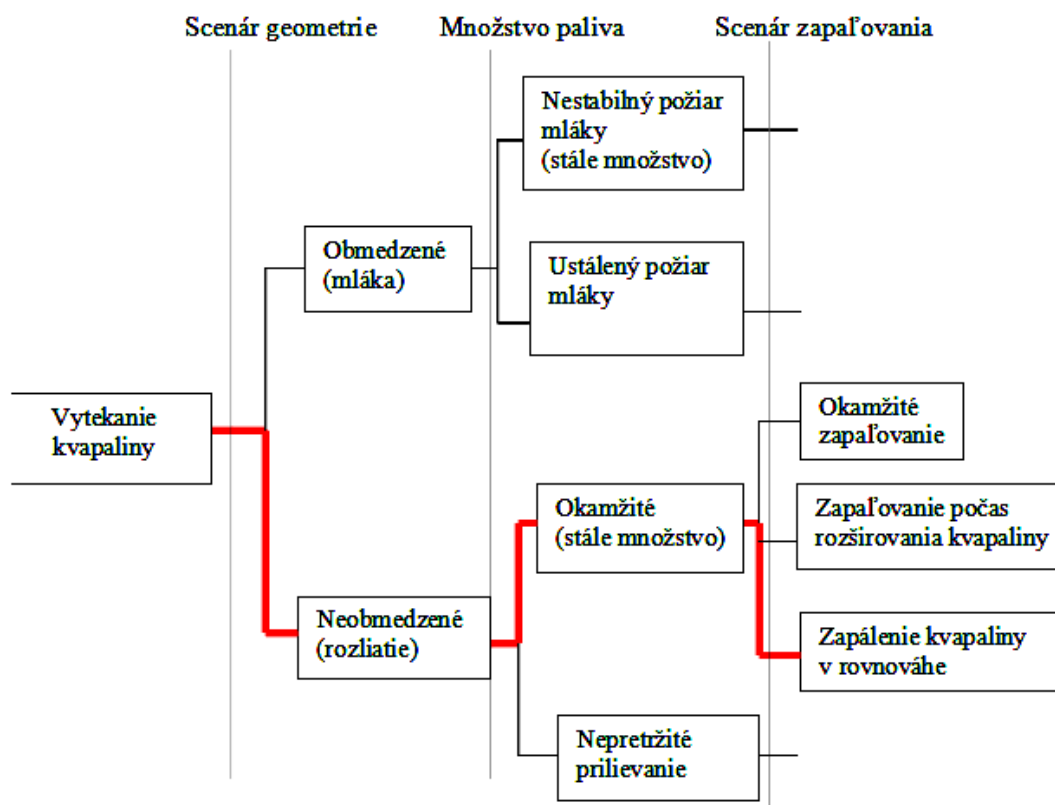 Scenár geometrie
Množstvo paliva
Scenár zapaľovania
Nestabilný požiar
mláky
(stále množstvo)
Obmedzené
(mláka)
Ustálený požiar
mláky
Vytekanie
kvapaliny
Okamžité
zapaľovanie
Okamžité
(stále množstvo)
Zapaľovanie počas
rozširovania kvapaliny
Neobmedzené
(rozliatie)
Zapálenie kvapaliny
v rovnováhe
Nepretržité
prilievanie